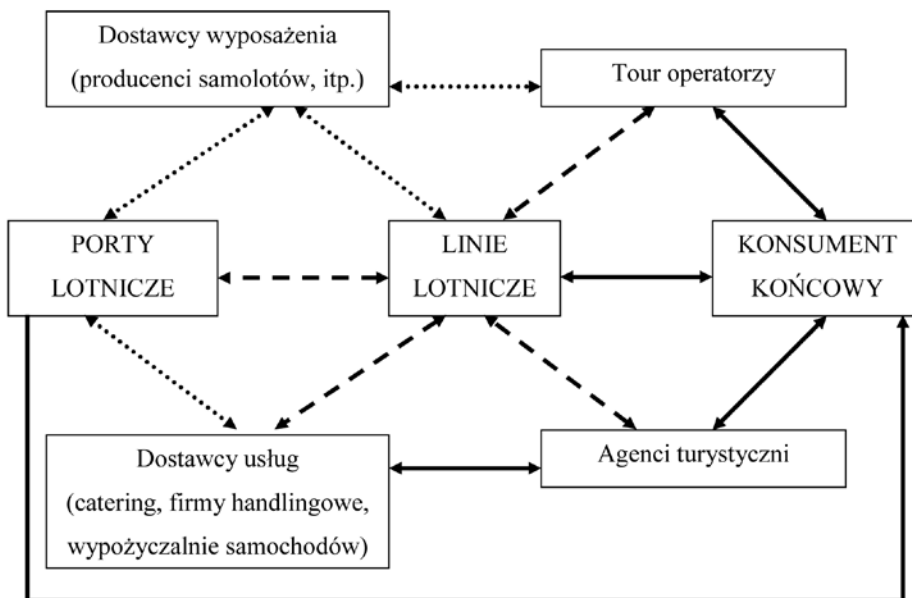 Dostawcy wyposażenia
(producenci samolotów, itp.)
Tour operatorzy
PORTY
LOTNICZE
LINIE
LOTNICZE
KONSUMENT
KOŃCOWY
Dostawcy usług
(catering, firmy handlingowe,
wypożyczalnie samochodów)
Agenci turystyczni